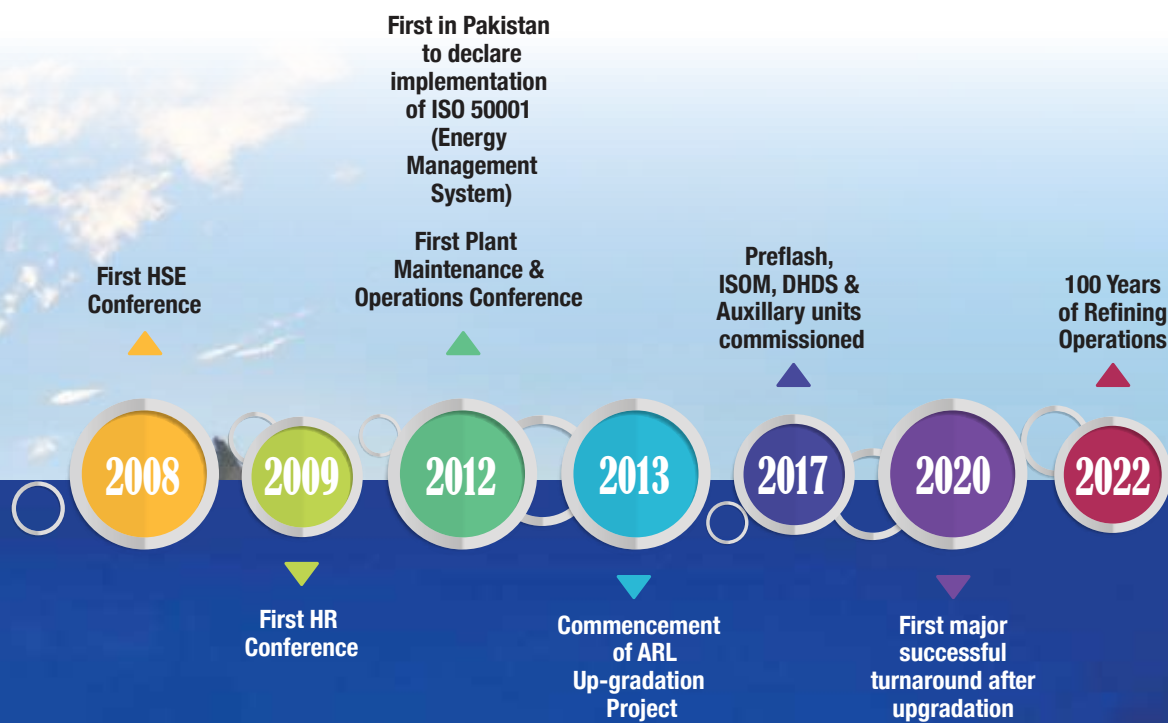 First HSE
Conference
2008
2009
First HR
Conference
First in Pakistan
to declare
implementation
of ISO 50001
(Energy
Management
System)
First Plant
Maintenance &
Operations Conference
2012
2013
Commencement
of ARL
Up-gradation
Project
Preflash,
ISOM, DHDS &
Auxillary units
commissioned
2017
2020
First major
successful
turnaround after
upgradation
100 Years
of Refining
Operations
2022